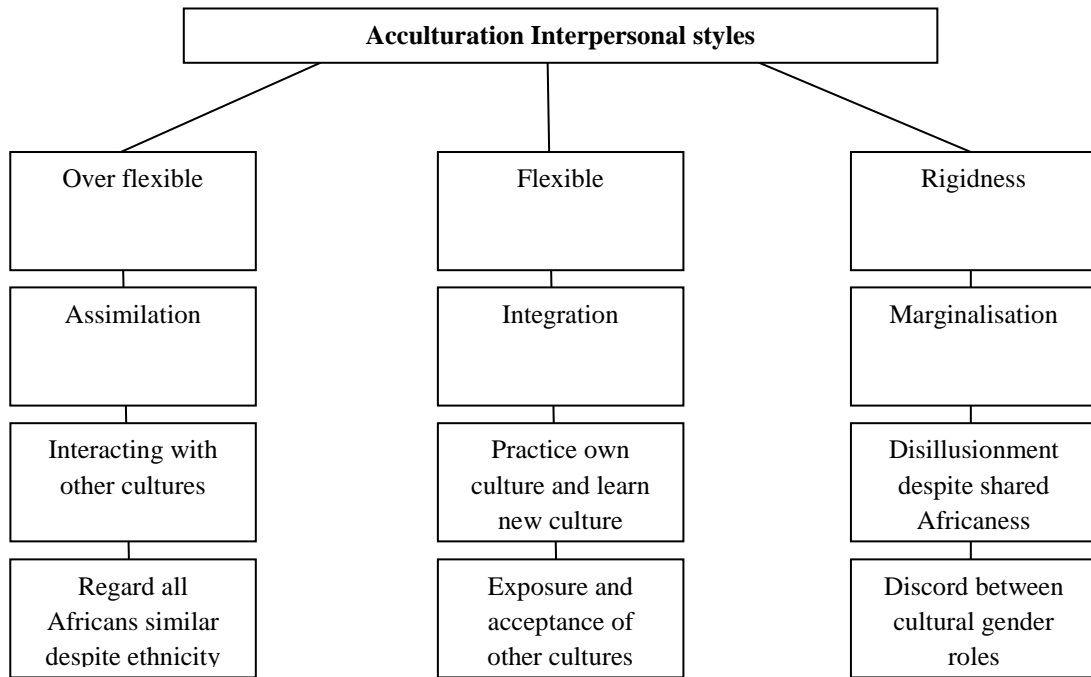 Acculturation Interpersonal styles
Over flexible
Flexible
Rigidness
Assimilation
Integration
Marginalisation
Interacting with
other cultures
Practice own
culture and learn
new culture
Disillusionment
despite shared
Africaness
Regard all
Africans similar
despite ethnicity
Exposure and
acceptance of
other cultures
Discord between
cultural gender
roles